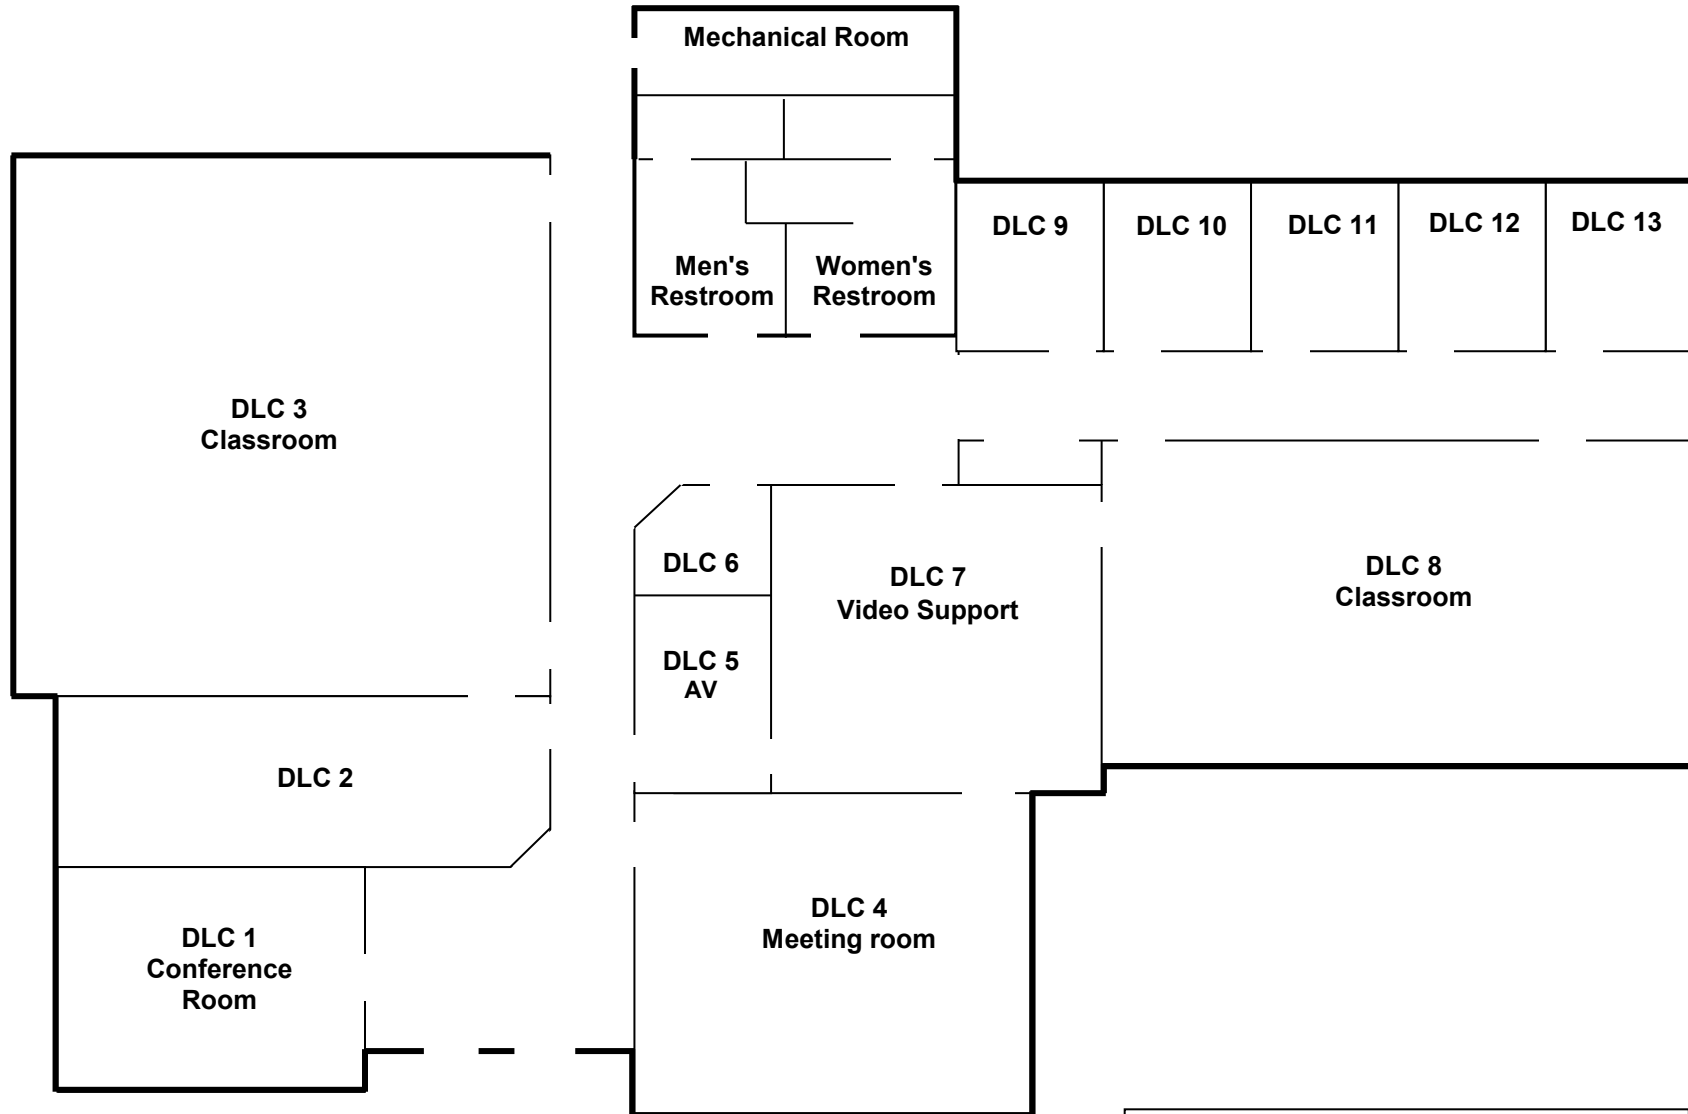 Mechanical Room
DLC 9
DLC 10
DLC 11
DLC 12
DLC 13
Men's
Restroom
Women's
Restroom
DLC 3
Classroom
DLC 6
DLC 7
Video Support
DLC 8
Classroom
DLC 5
AV
DLC 2
DLC 4
Meeting room
DLC 1
Conference
Room